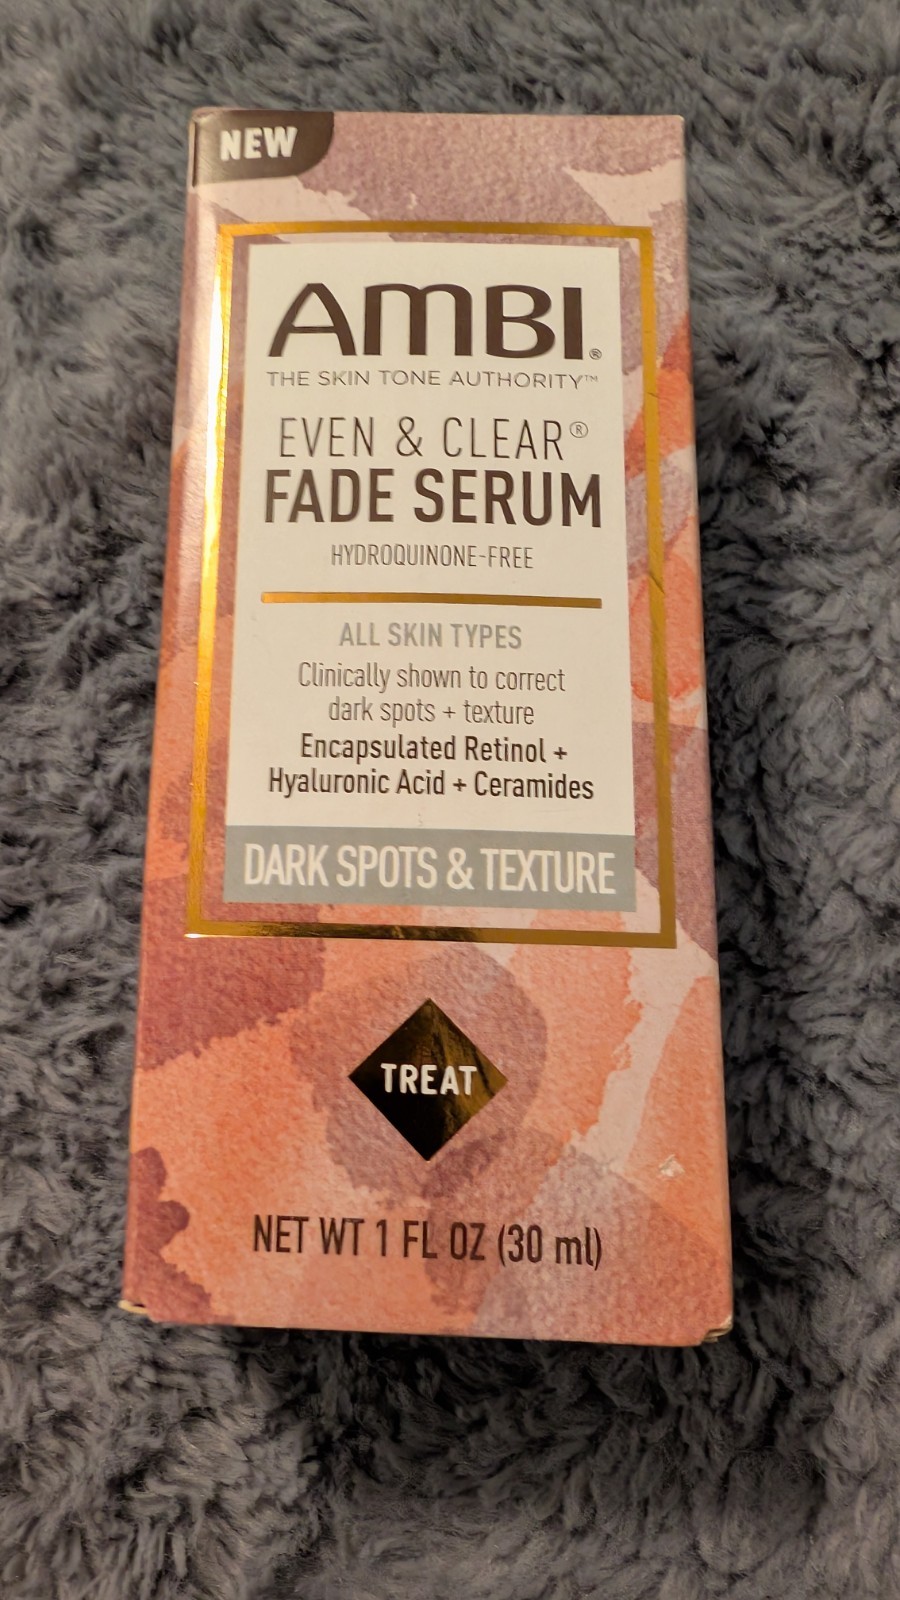 NEW
AMBI®
THE SKIN TONE AUTHORITY™
EVEN & CLEAR®
FADE SERUM
HYDROQUINONE-FREE
ALL SKIN TYPES
Clinically shown to correct
dark spots + texture
Encapsulated Retinol +
Hyaluronic Acid + Ceramides
DARK SPOTS & TEXTURE
TREAT
NET WT 1 FL OZ (30 ml)